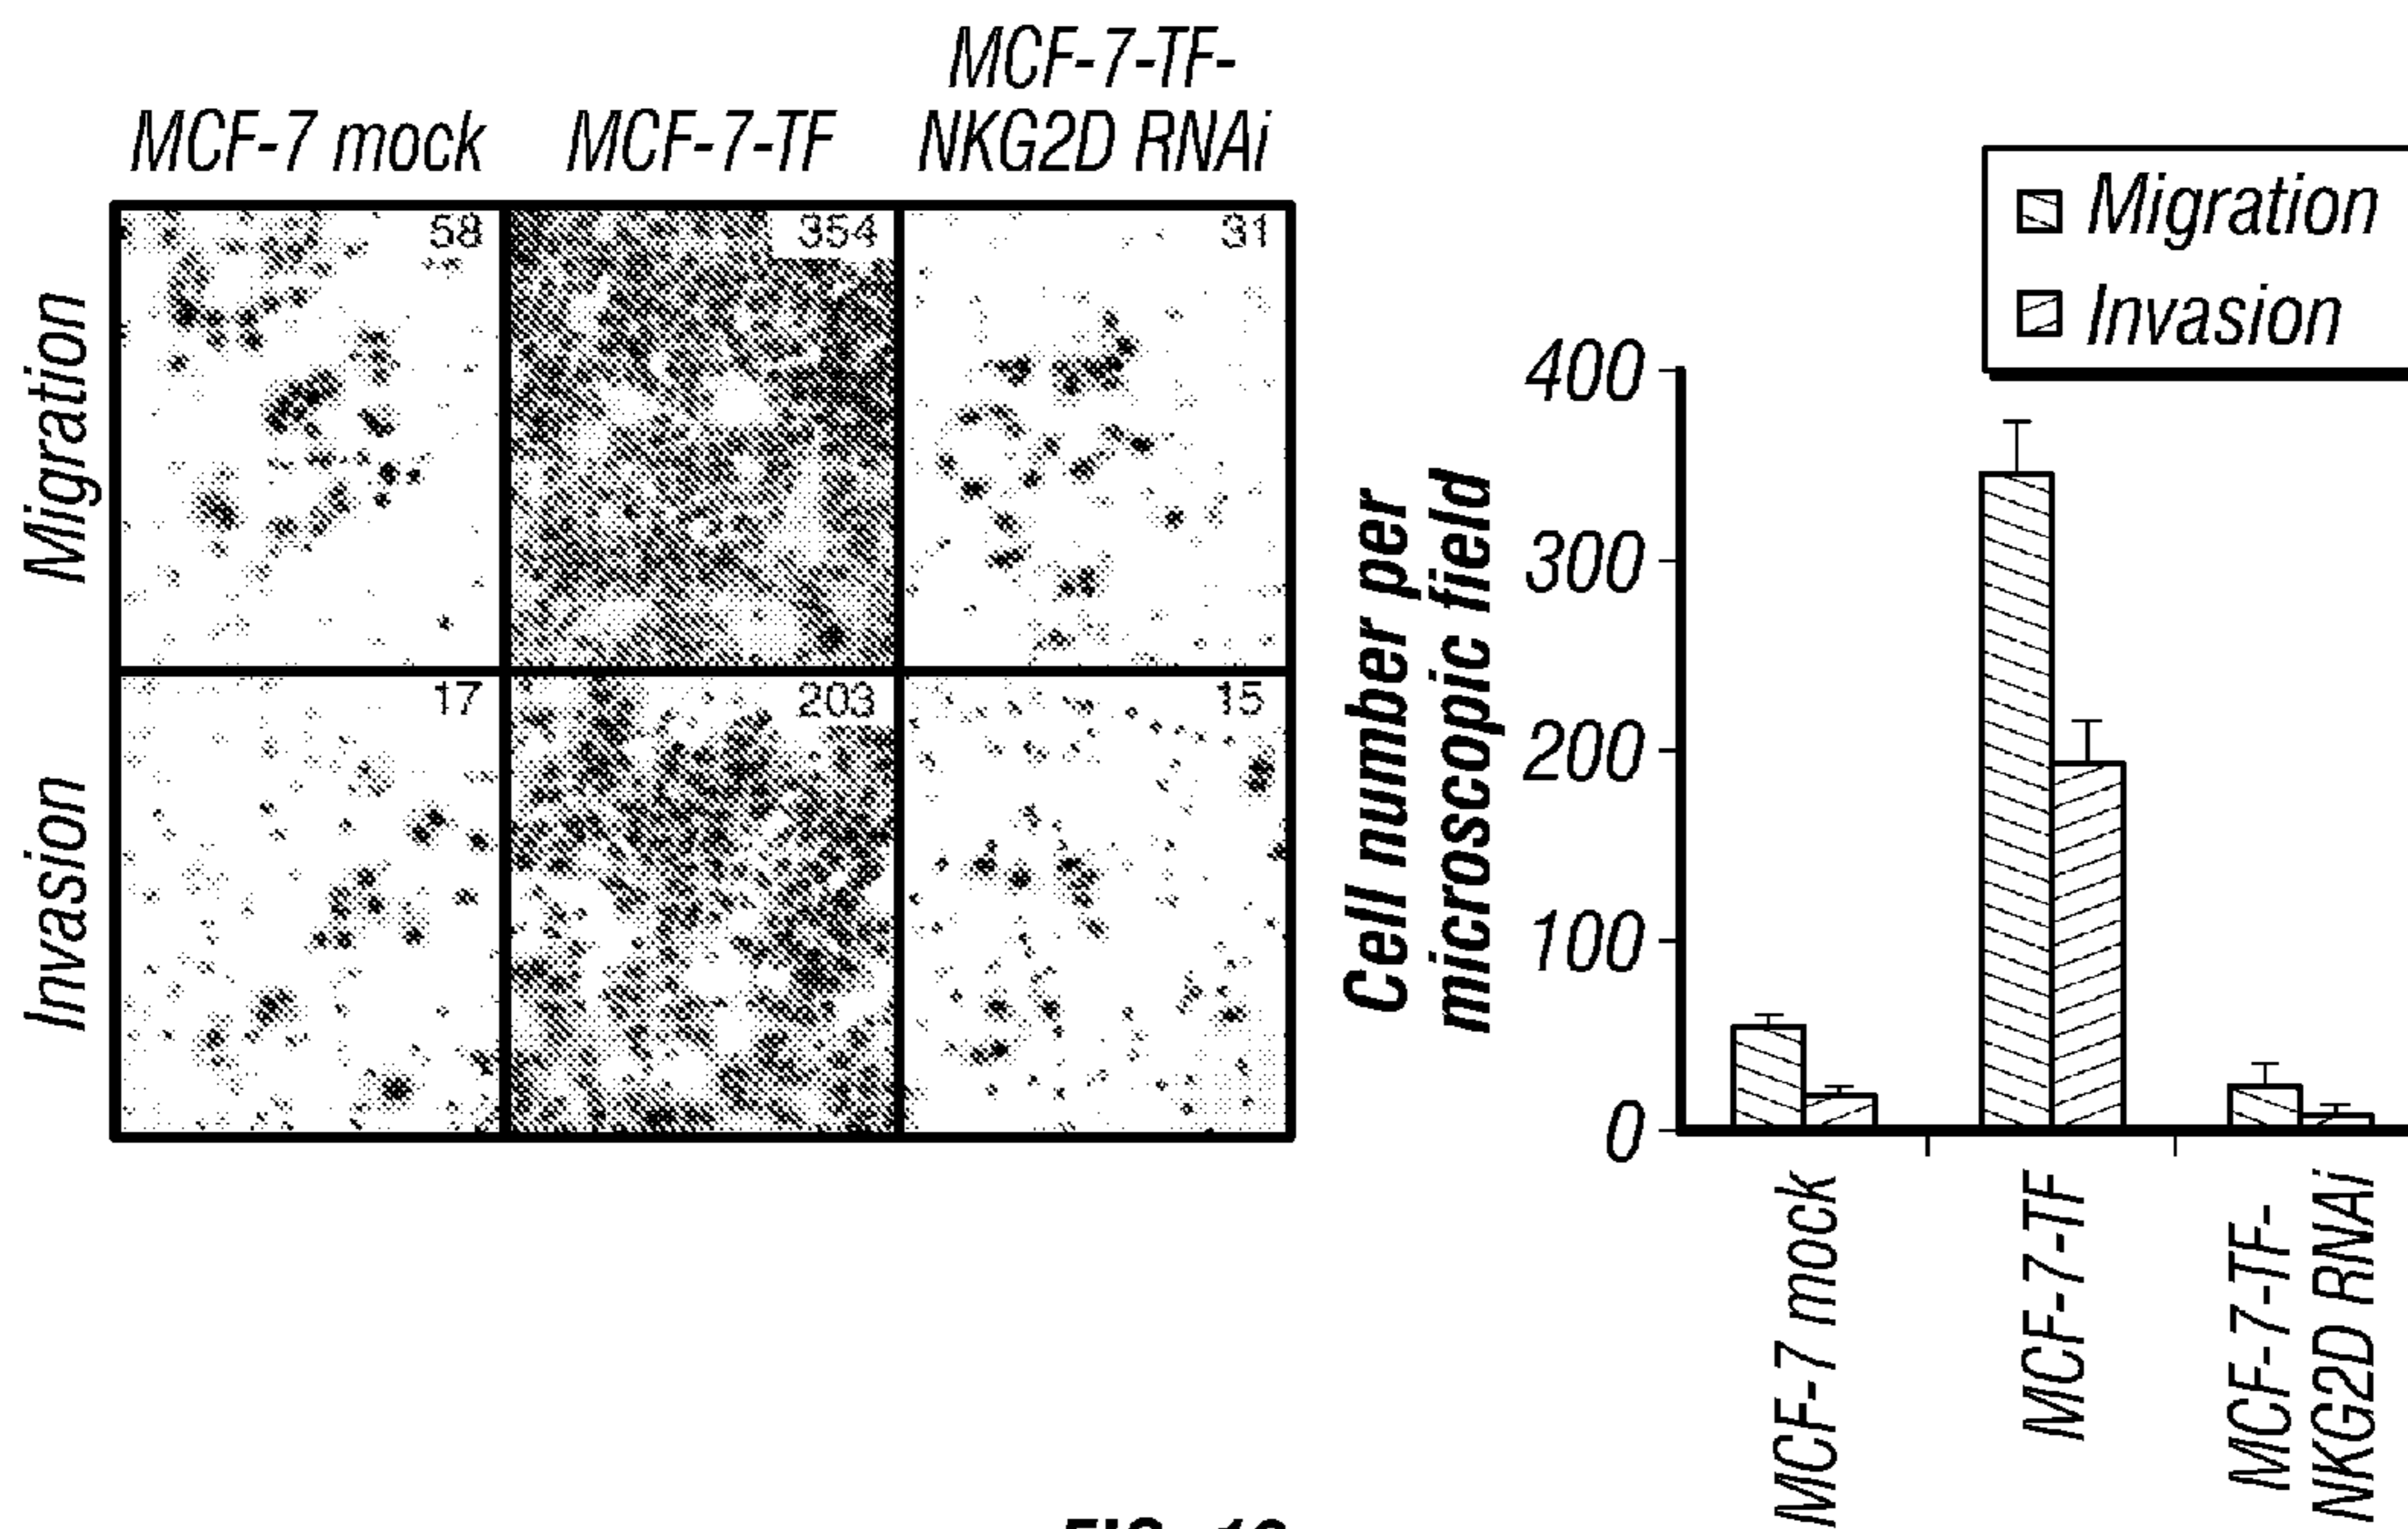 MCF-7 mock
MCF-7-TF
MCF-7-TF-
NKG2D RNAi
Migration
58
354
31
Invasion
17
203
15
Migration
Invasion
Cell number per
microscopic field
400
300
200
100
0
MCF-7 mock
MCF-7-TF
MCF-7-TF-
NKG2D RNAi